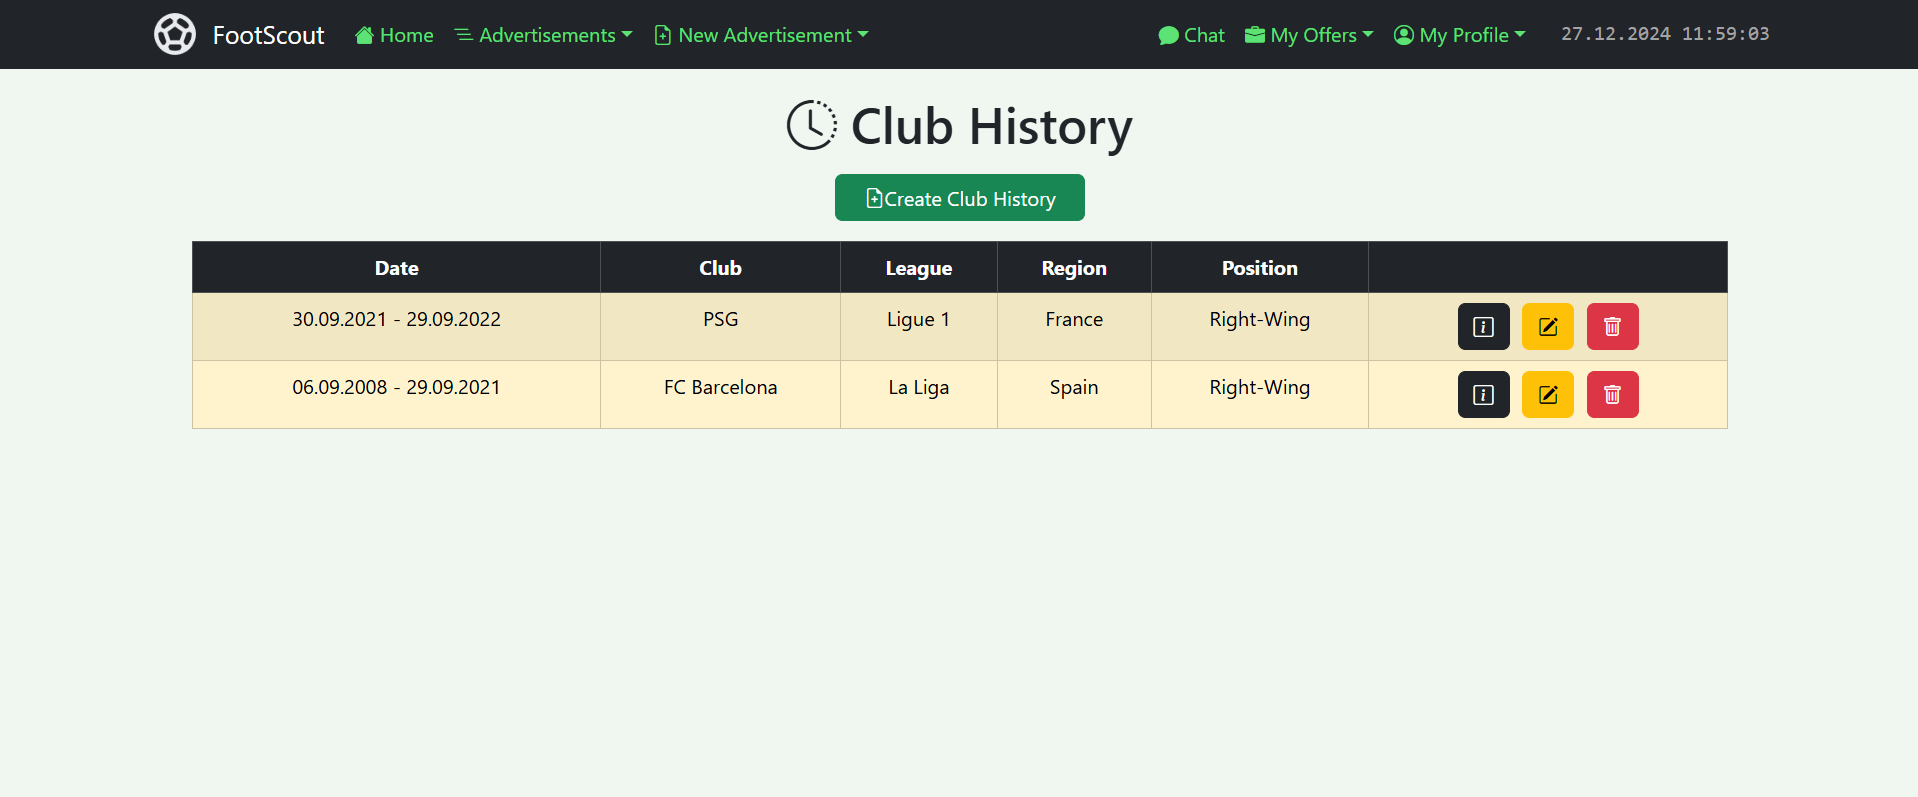 FootScout Home Advertisements New Advertisement Chat My Offers My Profile 27.12.2024 11:59:03
Club History
Create Club History
Date Club League Region Position
30.09.2021 - 29.09.2022 PSG Ligue 1 France Right-Wing
06.09.2008 - 29.09.2021 FC Barcelona La Liga Spain Right-Wing